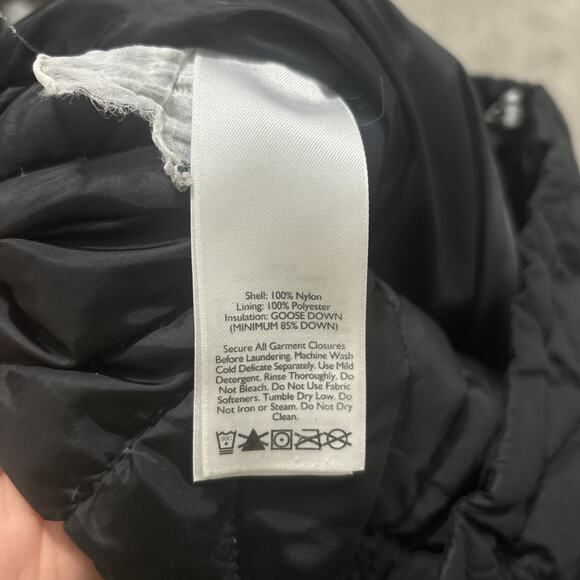 Shell: 100% Nylon
Lining: 100% Polyester
Insulation: GOOSE DOWN
(MINIMUM 85% DOWN)
Secure All Garment Closures
Before Laundering. Machine Wash
Cold Delicate Separately. Use Mild
Detergent. Rinse Thoroughly. Do
Not Bleach. Do Not Use Fabric
Softeners. Tumble Dry Low. Do
Not Iron or Steam. Do Not Dry
Clean.